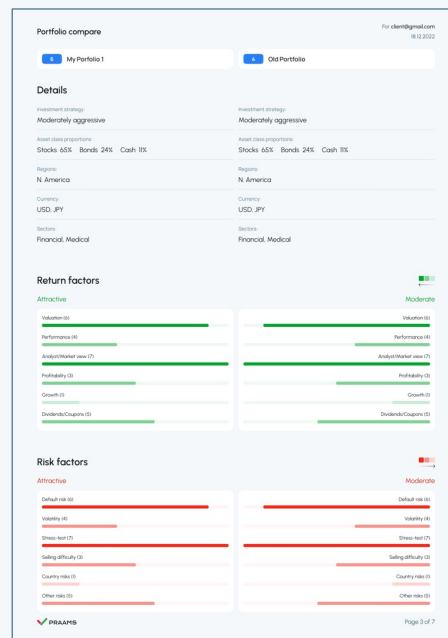 Portfolio compare
For client@gmail.com
18.12.2022
6 My Porfolio 1
4 Old Portfolio
Details
Investment strategy:
Moderately aggressive
Investment strategy:
Moderately aggressive
Asset class proportions:
Stocks 65% Bonds 24% Cash 11%
Asset class proportions:
Stocks 65% Bonds 24% Cash 11%
Regions:
N. America
Regions:
N. America
Currency:
USD, JPY
Currency:
USD, JPY
Sectors:
Financial, Medical
Sectors:
Financial, Medical
Return factors
Attractive
Moderate
Valuation (6)
Valuation (6)
Performance (4)
Performance (4)
Analyst/Market view (7)
Analyst/Market view (7)
Profitability (3)
Profitability (3)
Growth (1)
Growth (1)
Dividends/Coupons (5)
Dividends/Coupons (5)
Risk factors
Attractive
Moderate
Default risk (6)
Default risk (6)
Volatility (4)
Volatility (4)
Stress-test (7)
Stress-test (7)
Selling difficulty (3)
Selling difficulty (3)
Country risks (1)
Country risks (1)
Other risks (5)
Other risks (5)
PRAAMS
Page 3 of 7